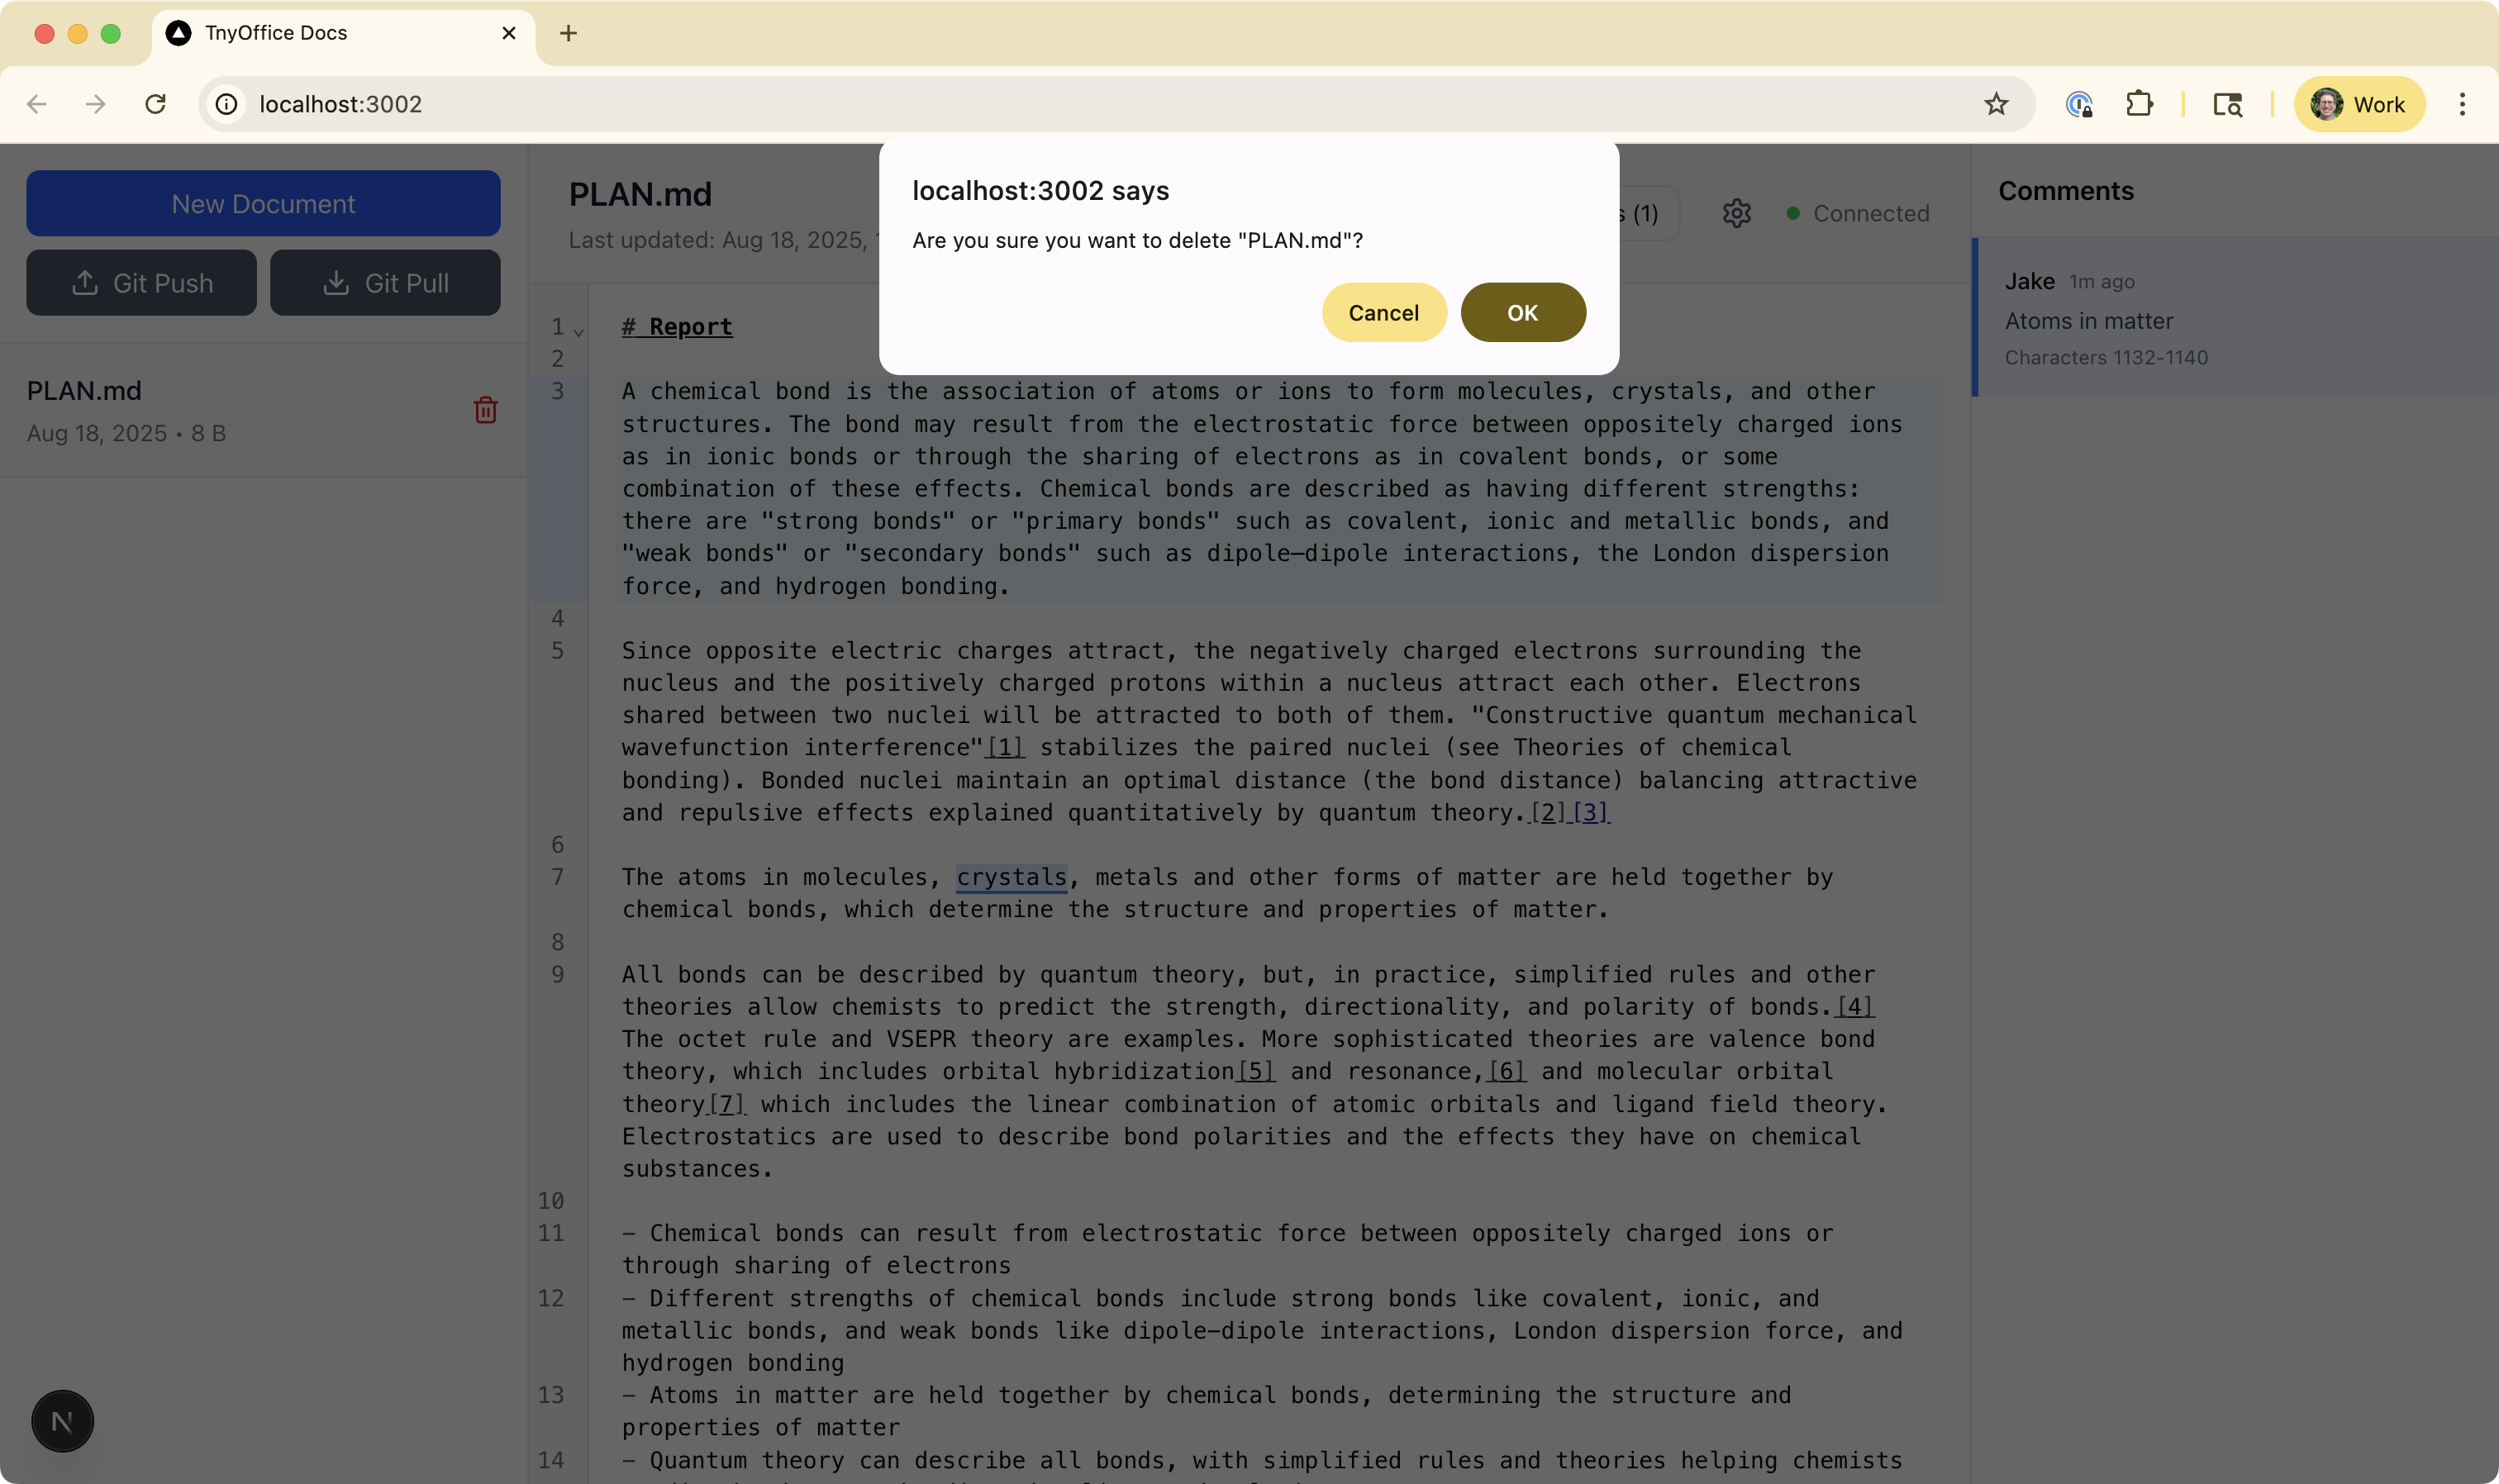 TnyOffice Docs
localhost:3002
Work
New Document
Git Push
Git Pull
PLAN.md
Aug 18, 2025 • 8 B
PLAN.md
Last updated: Aug 18, 2025,
(1)
Connected
localhost:3002 says
Are you sure you want to delete "PLAN.md"?
Cancel
OK
1 # Report
2
3 A chemical bond is the association of atoms or ions to form molecules, crystals, and other
structures. The bond may result from the electrostatic force between oppositely charged ions
as in ionic bonds or through the sharing of electrons as in covalent bonds, or some
combination of these effects. Chemical bonds are described as having different strengths:
there are "strong bonds" or "primary bonds" such as covalent, ionic and metallic bonds, and
"weak bonds" or "secondary bonds" such as dipole–dipole interactions, the London dispersion
force, and hydrogen bonding.
4
5 Since opposite electric charges attract, the negatively charged electrons surrounding the
nucleus and the positively charged protons within a nucleus attract each other. Electrons
shared between two nuclei will be attracted to both of them. "Constructive quantum mechanical
wavefunction interference"[1] stabilizes the paired nuclei (see Theories of chemical
bonding). Bonded nuclei maintain an optimal distance (the bond distance) balancing attractive
and repulsive effects explained quantitatively by quantum theory.[2][3]
6
7 The atoms in molecules, crystals, metals and other forms of matter are held together by
chemical bonds, which determine the structure and properties of matter.
8
9 All bonds can be described by quantum theory, but, in practice, simplified rules and other
theories allow chemists to predict the strength, directionality, and polarity of bonds.[4]
The octet rule and VSEPR theory are examples. More sophisticated theories are valence bond
theory, which includes orbital hybridization[5] and resonance,[6] and molecular orbital
theory[7] which includes the linear combination of atomic orbitals and ligand field theory.
Electrostatics are used to describe bond polarities and the effects they have on chemical
substances.
10
11 – Chemical bonds can result from electrostatic force between oppositely charged ions or
through sharing of electrons
12 – Different strengths of chemical bonds include strong bonds like covalent, ionic, and
metallic bonds, and weak bonds like dipole–dipole interactions, London dispersion force, and
hydrogen bonding
13 – Atoms in matter are held together by chemical bonds, determining the structure and
properties of matter
14 – Quantum theory can describe all bonds, with simplified rules and theories helping chemists
Comments
Jake 1m ago
Atoms in matter
Characters 1132-1140
N